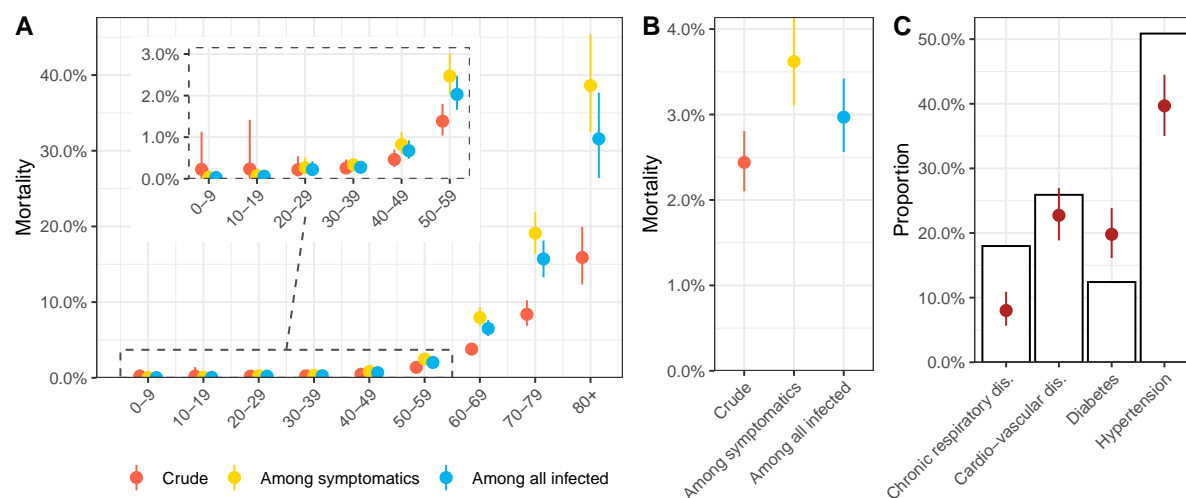 A
Mortality
40.0%
30.0%
20.0%
10.0%
0.0%
3.0%
2.0%
1.0%
0.0%
0–9
10–19
20–29
30–39
40–49
50–59
0–9
10–19
20–29
30–39
40–49
50–59
60–69
70–79
80+
Crude
Among symptomatics
Among all infected
B
Mortality
4.0%
3.0%
2.0%
1.0%
0.0%
Crude
Among symptomatics
Among all infected
C
Proportion
50.0%
40.0%
30.0%
20.0%
10.0%
0.0%
Chronic respiratory dis.
Cardio–vascular dis.
Diabetes
Hypertension